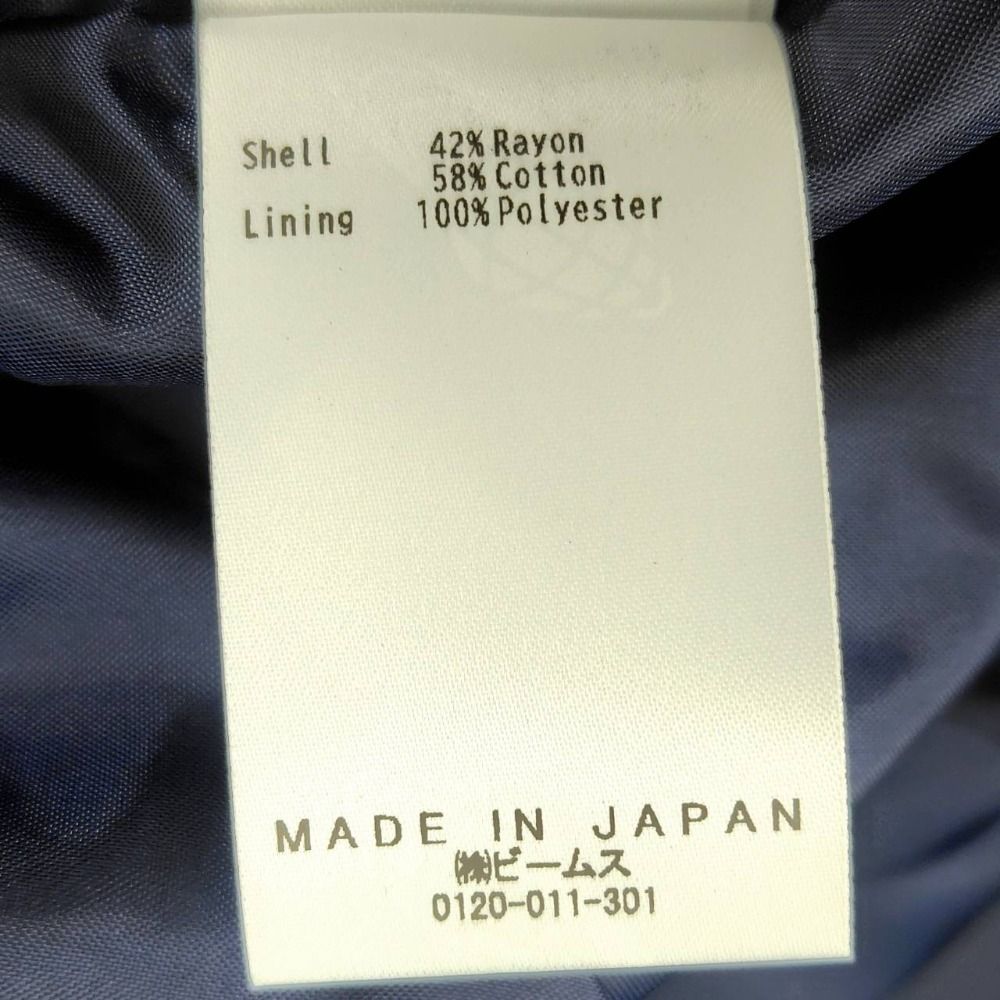 Shell 42% Rayon
58% Cotton
Lining 100% Polyester
MADE IN JAPAN
㈱ビームス
0120-011-301